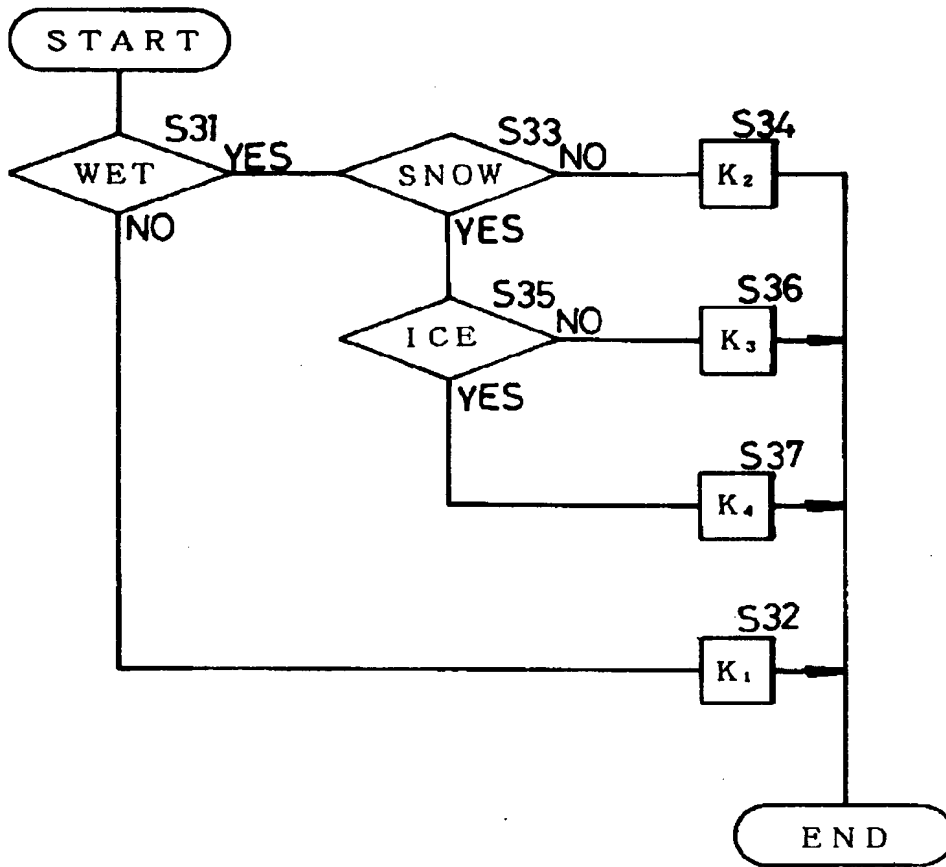 START
S31
WET
YES
NO
S33
SNOW
NO
YES
S34
K₂
S35
ICE
NO
YES
S36
K₃
S37
K₄
S32
K₁
END